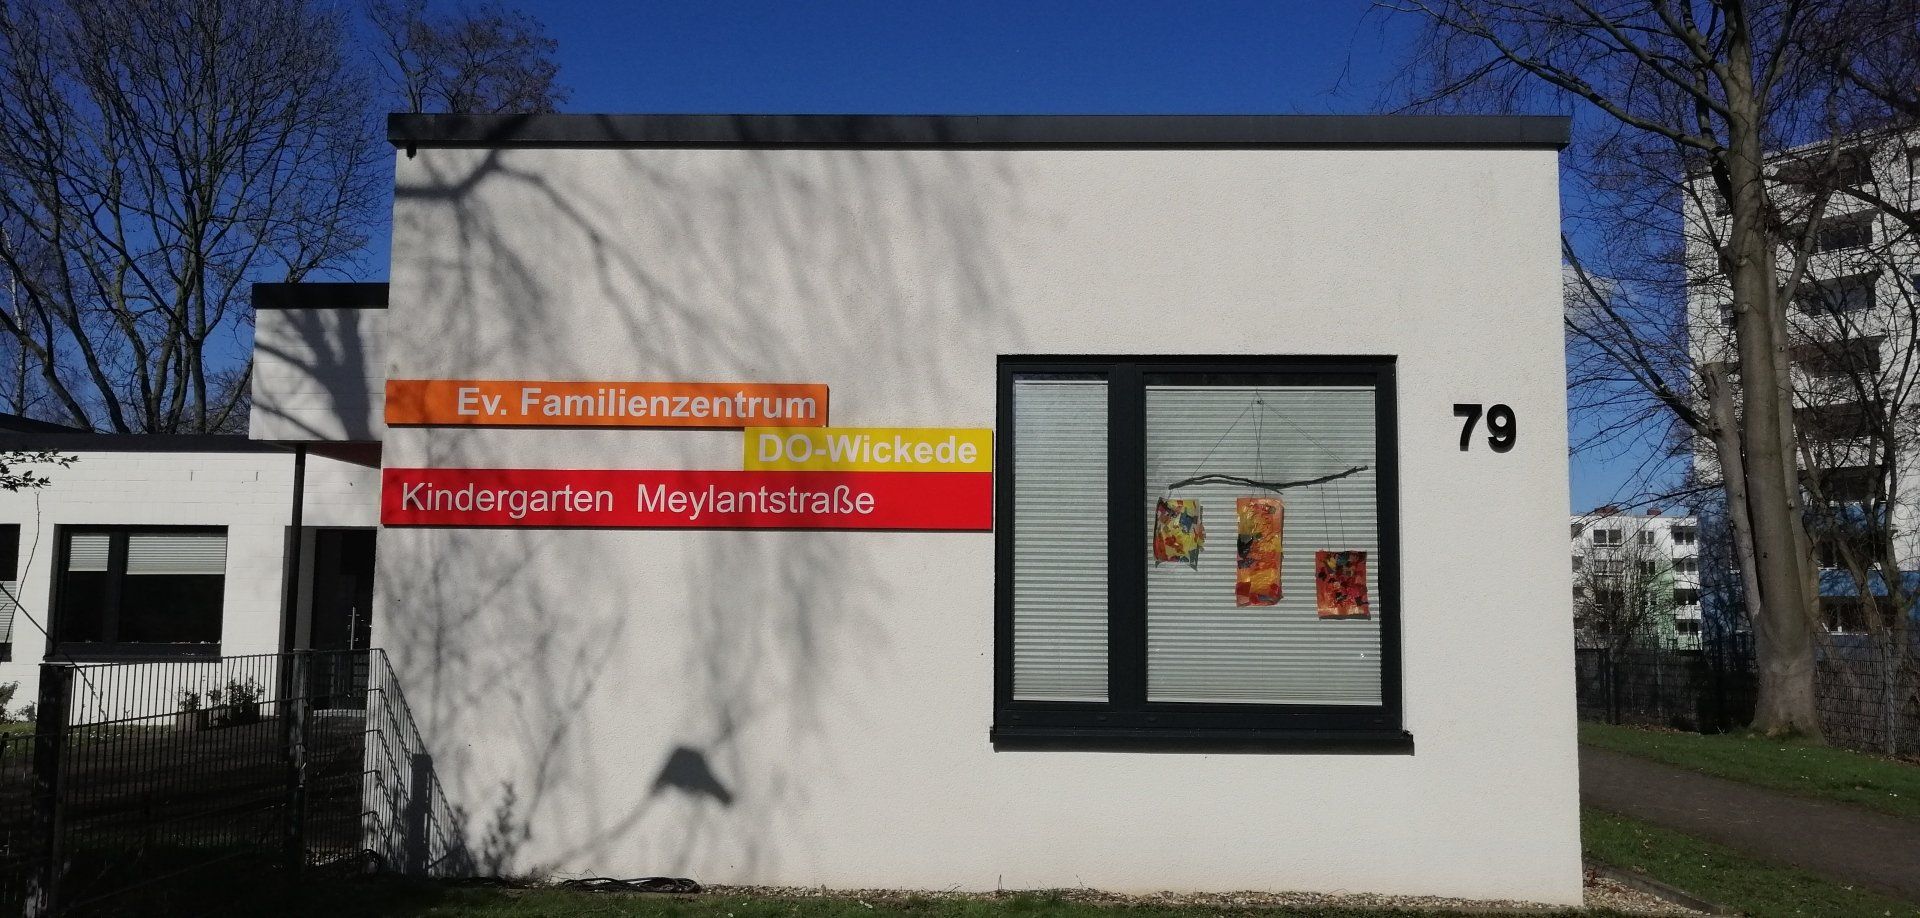 Ev. Familienzentrum
DO-Wickede
Kindergarten Meylantstraße
79